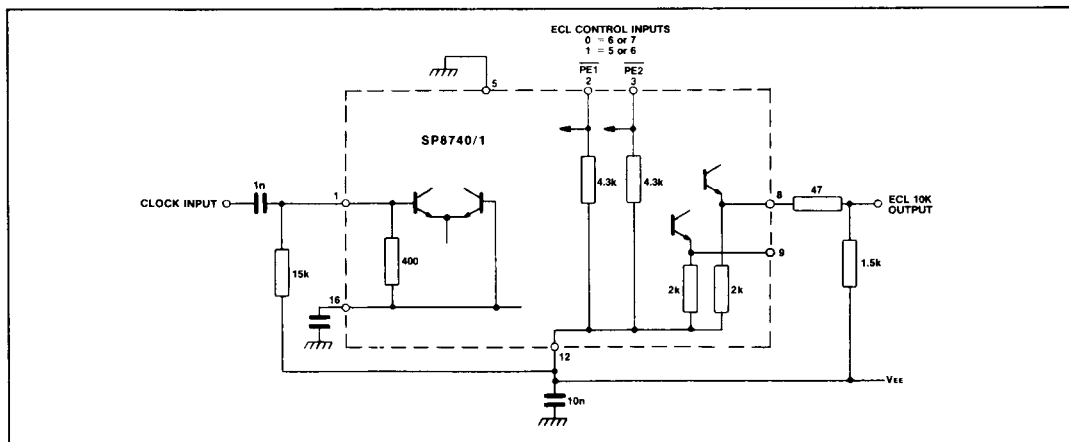 ECL CONTROL INPUTS
0 = 6 or 7
1 = 5 or 6
PE1
PE2
5
2
3
SP8740/1
1n
CLOCK INPUT
1
4.3k
4.3k
8
47
ECL 10K
OUTPUT
9
15k
400
1.5k
2k
2k
16
12
VEE
10n